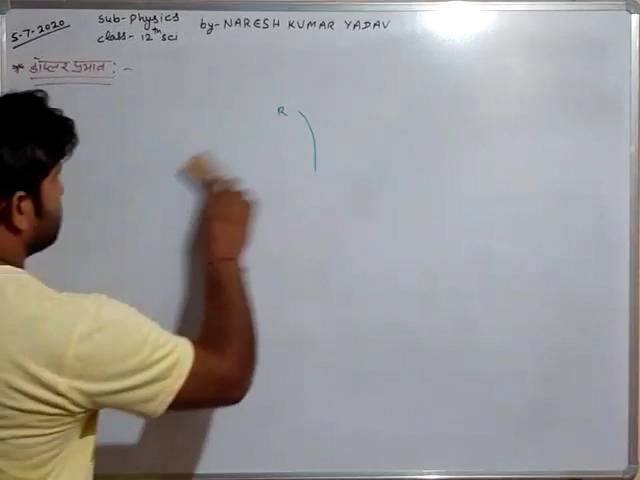 5-7-2020
sub-Physics by-NARESH KUMAR YADAV
class- 12th sci
* डॉप्लर प्रभाव : -
R